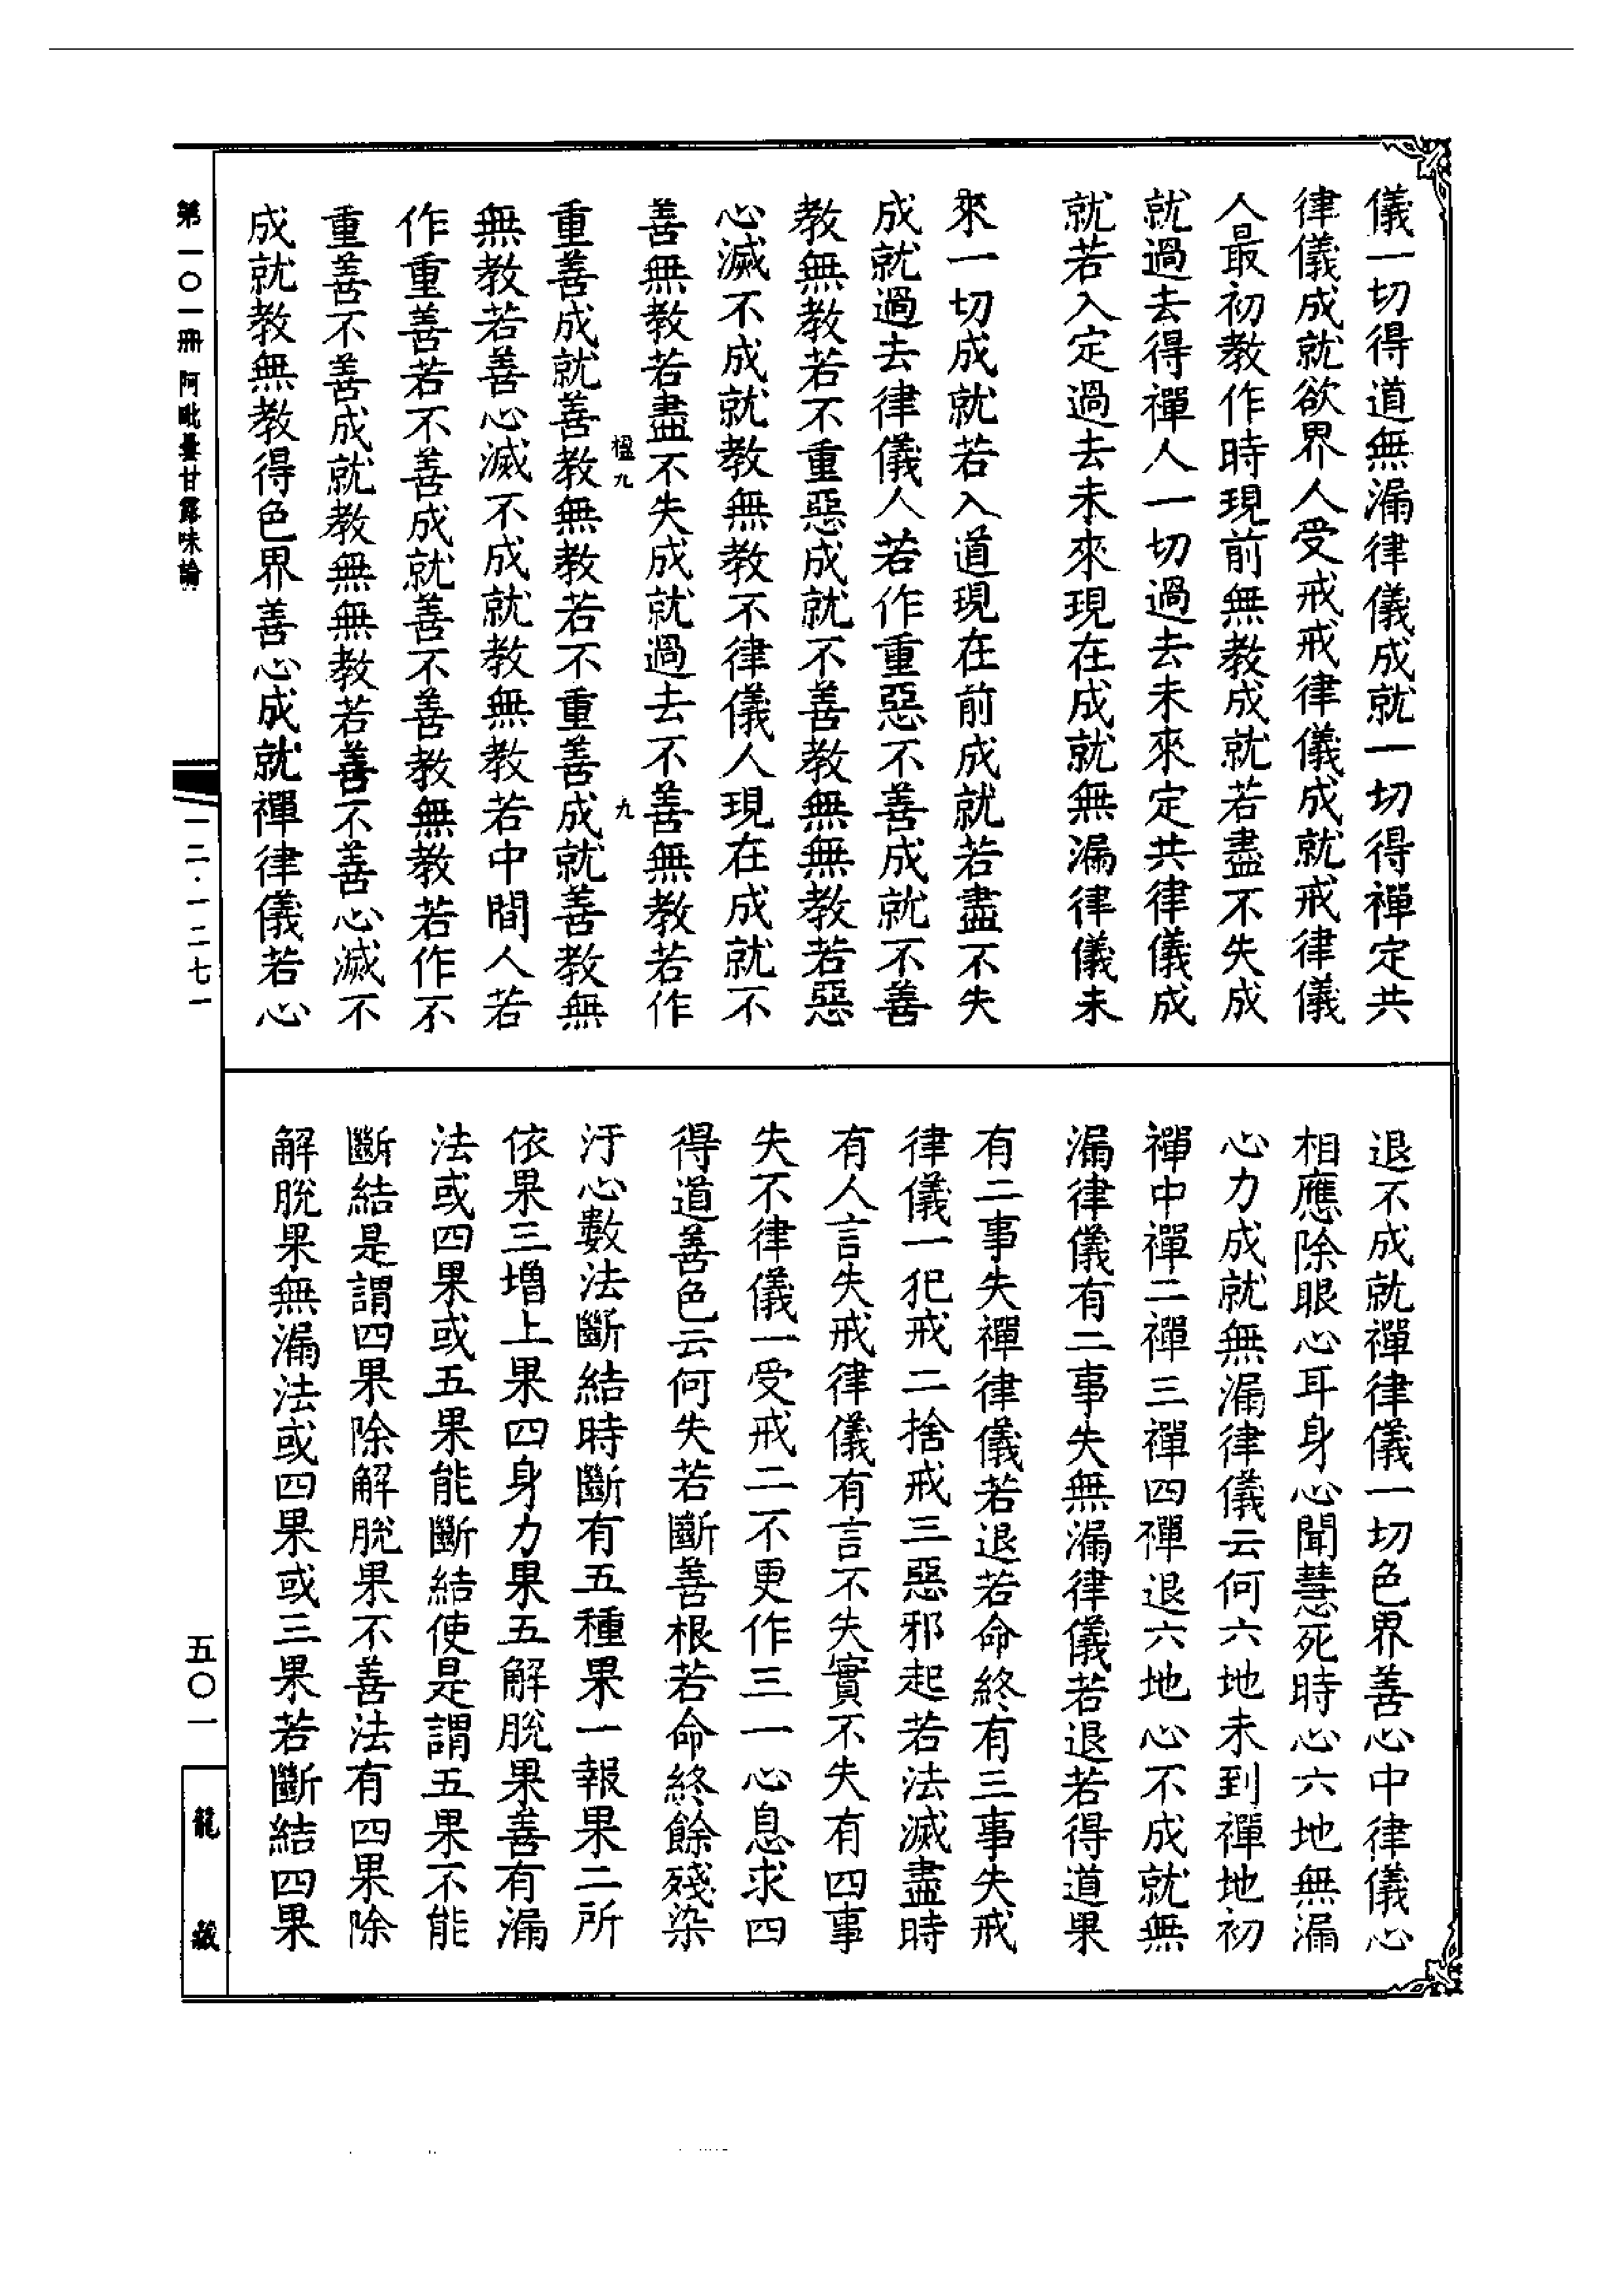 儀一切得道無漏律儀成就一切得禪定共
律儀成就欲界人受戒戒律儀成就戒律儀
人最初教作時現前無教成就若盡不失成
就過去得禪人一切過去未來定共律儀成
就若入定過去未來現在成就無漏律儀未
來一切成就若入道現在前成就若盡不失
成就過去律儀人若作重惡不善成就不善
教無教若不重惡成就不善教無無教若惡
心滅不成就教無教不律儀人現在成就不
善無教若盡不失成就過去不善無教若作
楹九
九
重善成就善教無教若不重善成就善教無
無教若善心滅不成就教無教若中間人若
作重善若不善成就善不善教無教若作不
重善不善成就教無無教若善不善心滅不
成就教無教得色界善心成就禪律儀若心
退不成就禪律儀一切色界善心中律儀心
相應除眼心耳身心聞慧死時心六地無漏
心力成就無漏律儀云何六地未到禪地初
禪中禪二禪三禪四禪退六地心不成就無
漏律儀有二事失無漏律儀若退若得道果
有二事失禪律儀若退若命終有三事失戒
律儀一犯戒二捨戒三惡邪起若法滅盡時
有人言失戒律儀有言不失實不失有四事
失不律儀一受戒二不更作三一心息求四
得道善色云何失若斷善根若命終餘殘染
汙心數法斷結時斷有五種果一報果二所
依果三增上果四身力果五解脫果善有漏
法或四果或五果能斷結使是謂五果不能
斷結是謂四果除解脫果不善法有四果除
解脫果無漏法或四果或三果若斷結四果
第一〇一冊 阿毗曇甘露味論
一二·一二七一
五〇一
龍藏